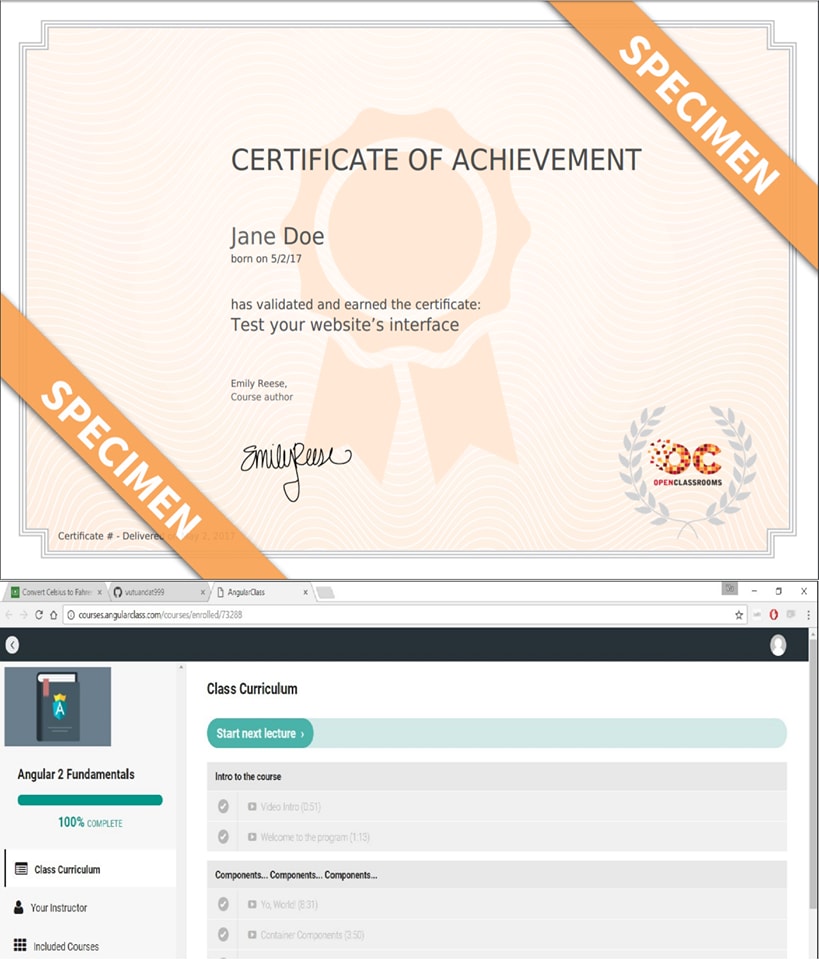 SPECIMEN
CERTIFICATE OF ACHIEVEMENT
Jane Doe
born on 5/2/17
has validated and earned the certificate:
Test your website's interface
Emily Reese,
Course author
EmilyReese
SPECIMEN
OC
OPENCLASSROOMS
Certificate # - Delivered on May 2, 2017
Convert Celsius to Fahre
vutuandat999
AngularClass
courses.angularclass.com/courses/enrolled/73288
Class Curriculum
Start next lecture ›
A
Angular 2 Fundamentals
100% COMPLETE
Class Curriculum
Your Instructor
Included Courses
Intro to the course
Video Intro (0:51)
Welcome to the program (1:13)
Components... Components... Components...
Yo, World! (8:31)
Container Components (3:50)